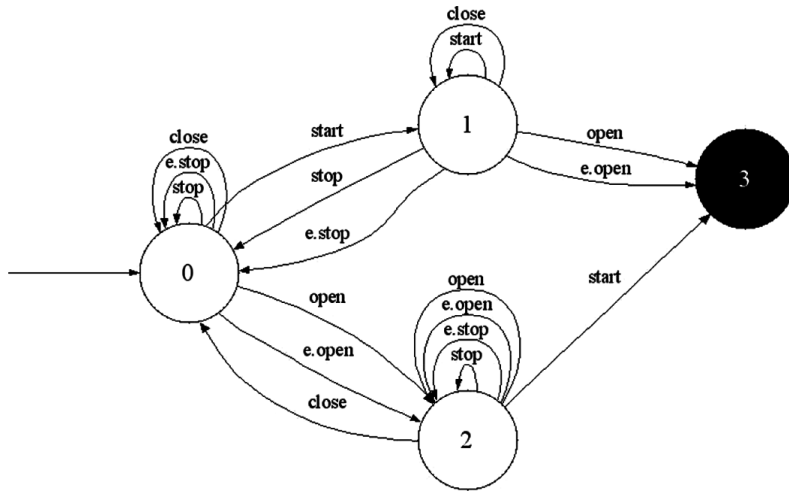 close
start
1
start
open
close
e.stop
stop
stop
e.open
3
e.stop
0
open
start
open
e.open
e.stop
e.open
stop
close
2